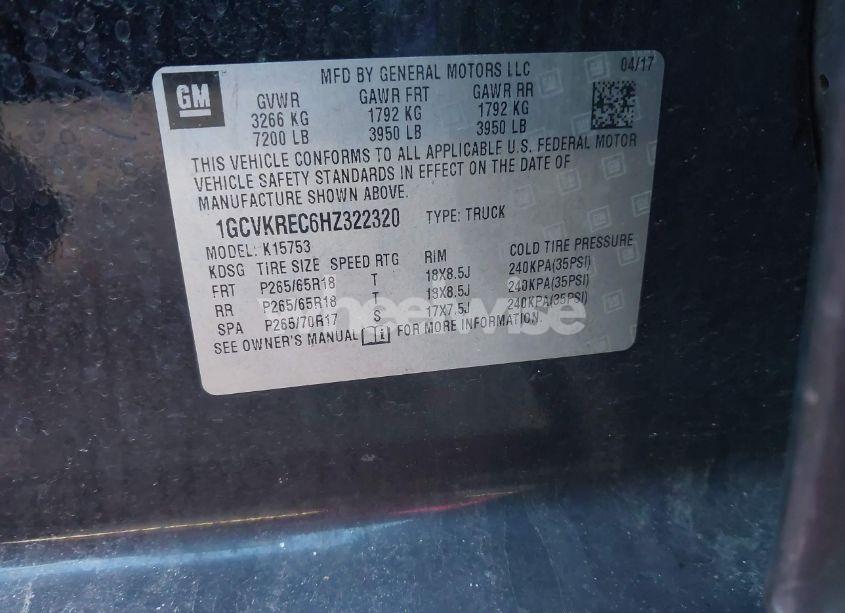 GM
MFD BY GENERAL MOTORS LLC 04/17
GVWR GAWR FRT GAWR RR
3266 KG 1792 KG 1792 KG
7200 LB 3950 LB 3950 LB
THIS VEHICLE CONFORMS TO ALL APPLICABLE U.S. FEDERAL MOTOR
VEHICLE SAFETY STANDARDS IN EFFECT ON THE DATE OF
MANUFACTURE SHOWN ABOVE.
1GCVKREC6HZ322320 TYPE: TRUCK
MODEL: K15753
KDSG TIRE SIZE SPEED RTG RIM COLD TIRE PRESSURE
FRT P265/65R18 T 18X8.5J 240KPA(35PSI)
RR P265/65R18 T 18X8.5J 240KPA(35PSI)
SPA P265/70R17 S 17X7.5J 240KPA(35PSI)
SEE OWNER'S MANUAL FOR MORE INFORMATION.
wheelwise